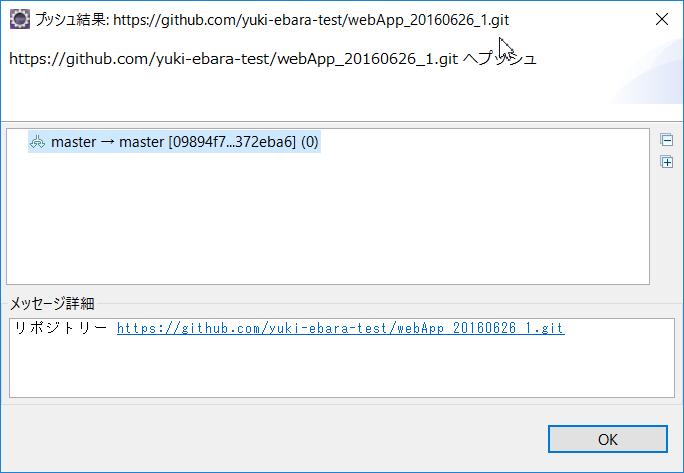 プッシュ結果: https://github.com/yuki-ebara-test/webApp_20160626_1.git
https://github.com/yuki-ebara-test/webApp_20160626_1.git へプッシュ
master → master [09894f7...372eba6] (0)
メッセージ詳細
リポジトリー https://github.com/yuki-ebara-test/webApp_20160626_1.git
OK